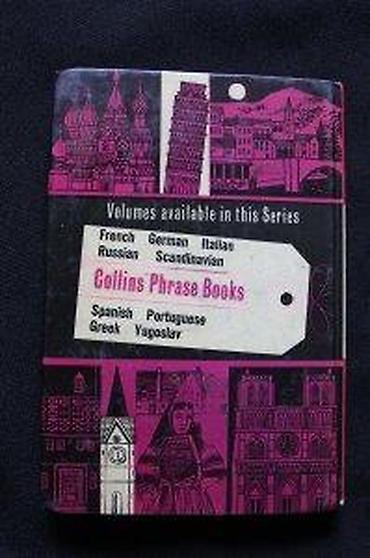 Volumes available in this Series
French German Italian
Russian Scandinavian
Collins Phrase Books
Spanish Portuguese
Greek Yugoslav